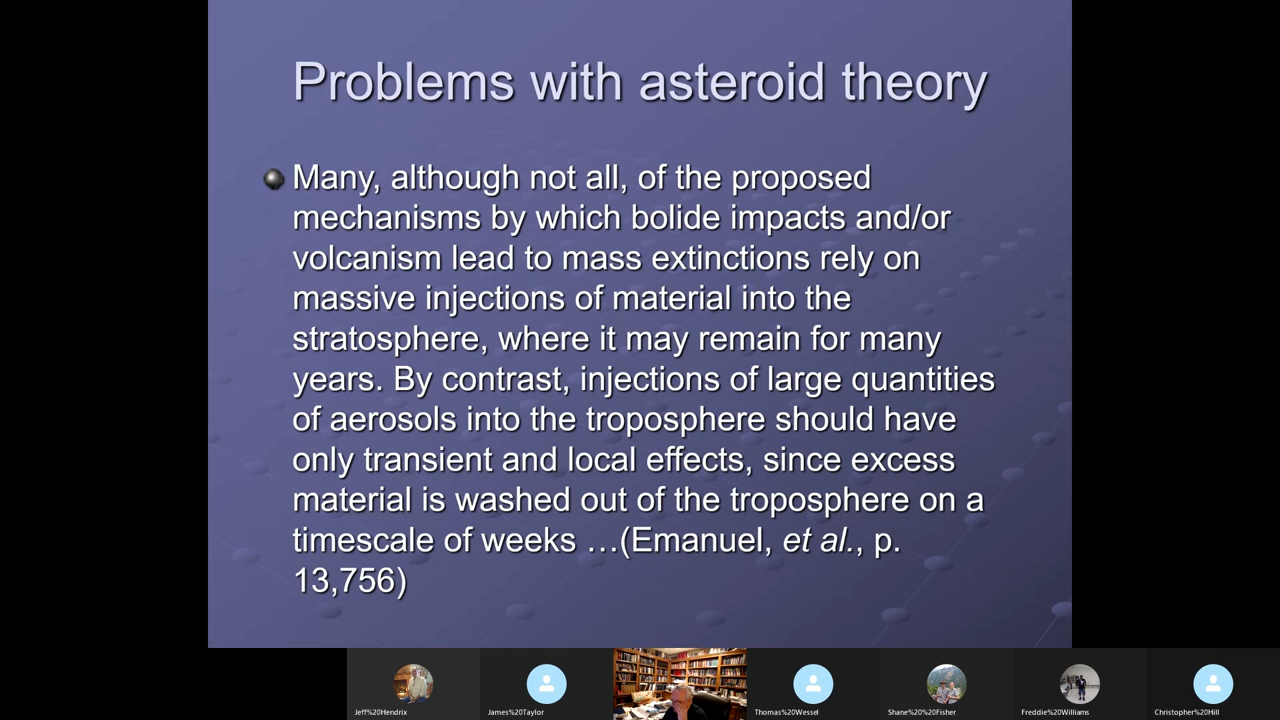 Problems with asteroid theory
Many, although not all, of the proposed
mechanisms by which bolide impacts and/or
volcanism lead to mass extinctions rely on
massive injections of material into the
stratosphere, where it may remain for many
years. By contrast, injections of large quantities
of aerosols into the troposphere should have
only transient and local effects, since excess
material is washed out of the troposphere on a
timescale of weeks …(Emanuel, et al., p.
13,756)
Jeff%20Hendrix
James%20Taylor
Thomas%20Wessel
Shane%20%20Fisher
Freddie%20Williams
Christopher%20Hill